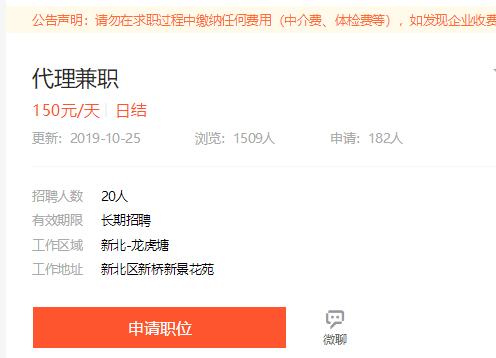 公告声明：请勿在求职过程中缴纳任何费用（中介费、体检费等），如发现企业收费
代理兼职
150元/天 日结
更新：2019-10-25 浏览：1509人 申请：182人
招聘人数 20人
有效期限 长期招聘
工作区域 新北-龙虎塘
工作地址 新北区新桥新景花苑
申请职位
微聊